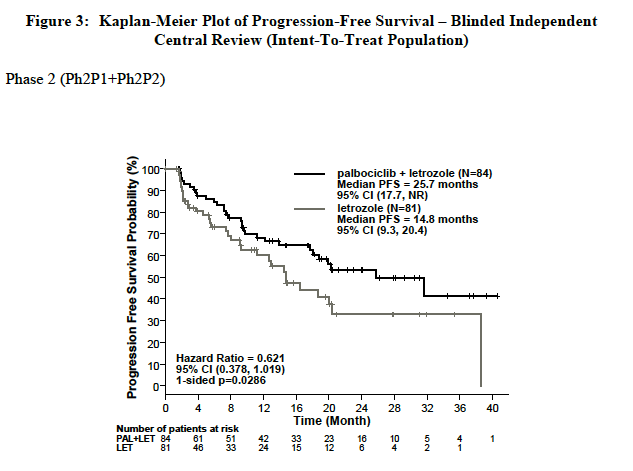 Figure 3: Kaplan-Meier Plot of Progression-Free Survival – Blinded Independent
Central Review (Intent-To-Treat Population)
Phase 2 (Ph2P1+Ph2P2)
Progression Free Survival Probability (%)
100
90
80
70
60
50
40
30
20
10
0
palbociclib + letrozole (N=84)
Median PFS = 25.7 months
95% CI (17.7, NR)
letrozole (N=81)
Median PFS = 14.8 months
95% CI (9.3, 20.4)
Hazard Ratio = 0.621
95% CI (0.378, 1.019)
1-sided p=0.0286
0 4 8 12 16 20 24 28 32 36 40
Time (Month)
Number of patients at risk
PAL+LET 84 61 51 42 33 23 16 10 5 4 1
LET 81 46 33 24 15 12 6 4 2 1